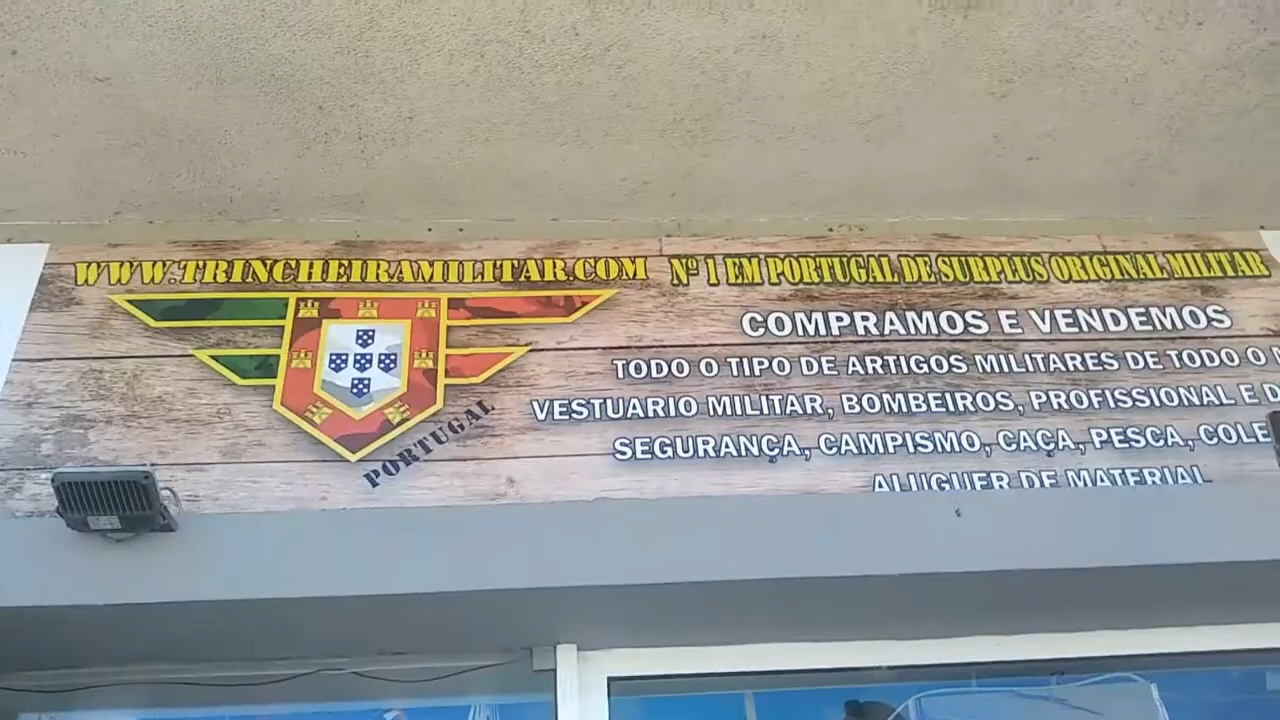 WWW.TRINCHEIRAMILITAR.COM Nº 1 EM PORTUGAL DE SURPLUS ORIGINAL MILITAR
COMPRAMOS E VENDEMOS
TODO O TIPO DE ARTIGOS MILITARES DE TODO O
VESTUARIO MILITAR, BOMBEIROS, PROFISSIONAL E
SEGURANÇA, CAMPISMO, CAÇA, PESCA,
ALUGUER DE MATERIAL
PORTUGAL